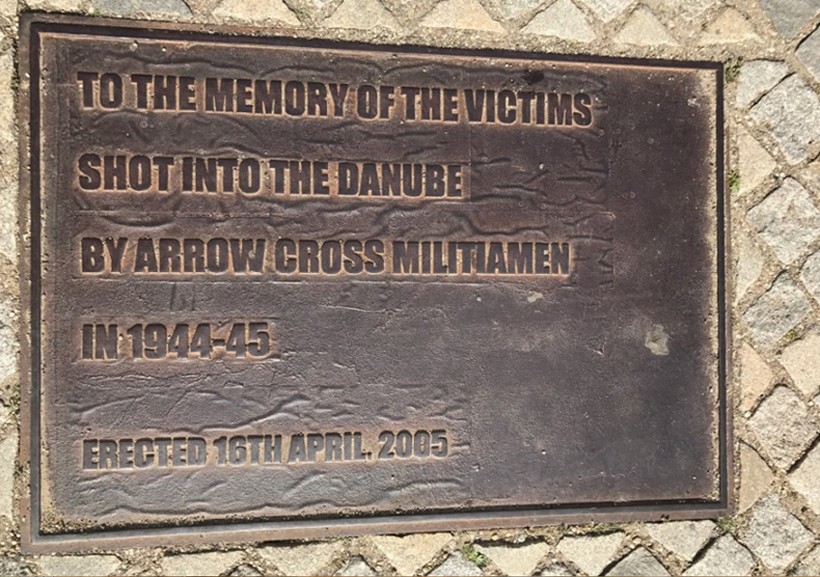 TO THE MEMORY OF THE VICTIMS
SHOT INTO THE DANUBE
BY ARROW CROSS MILITIAMEN
IN 1944-45
ERECTED 16TH APRIL, 2005